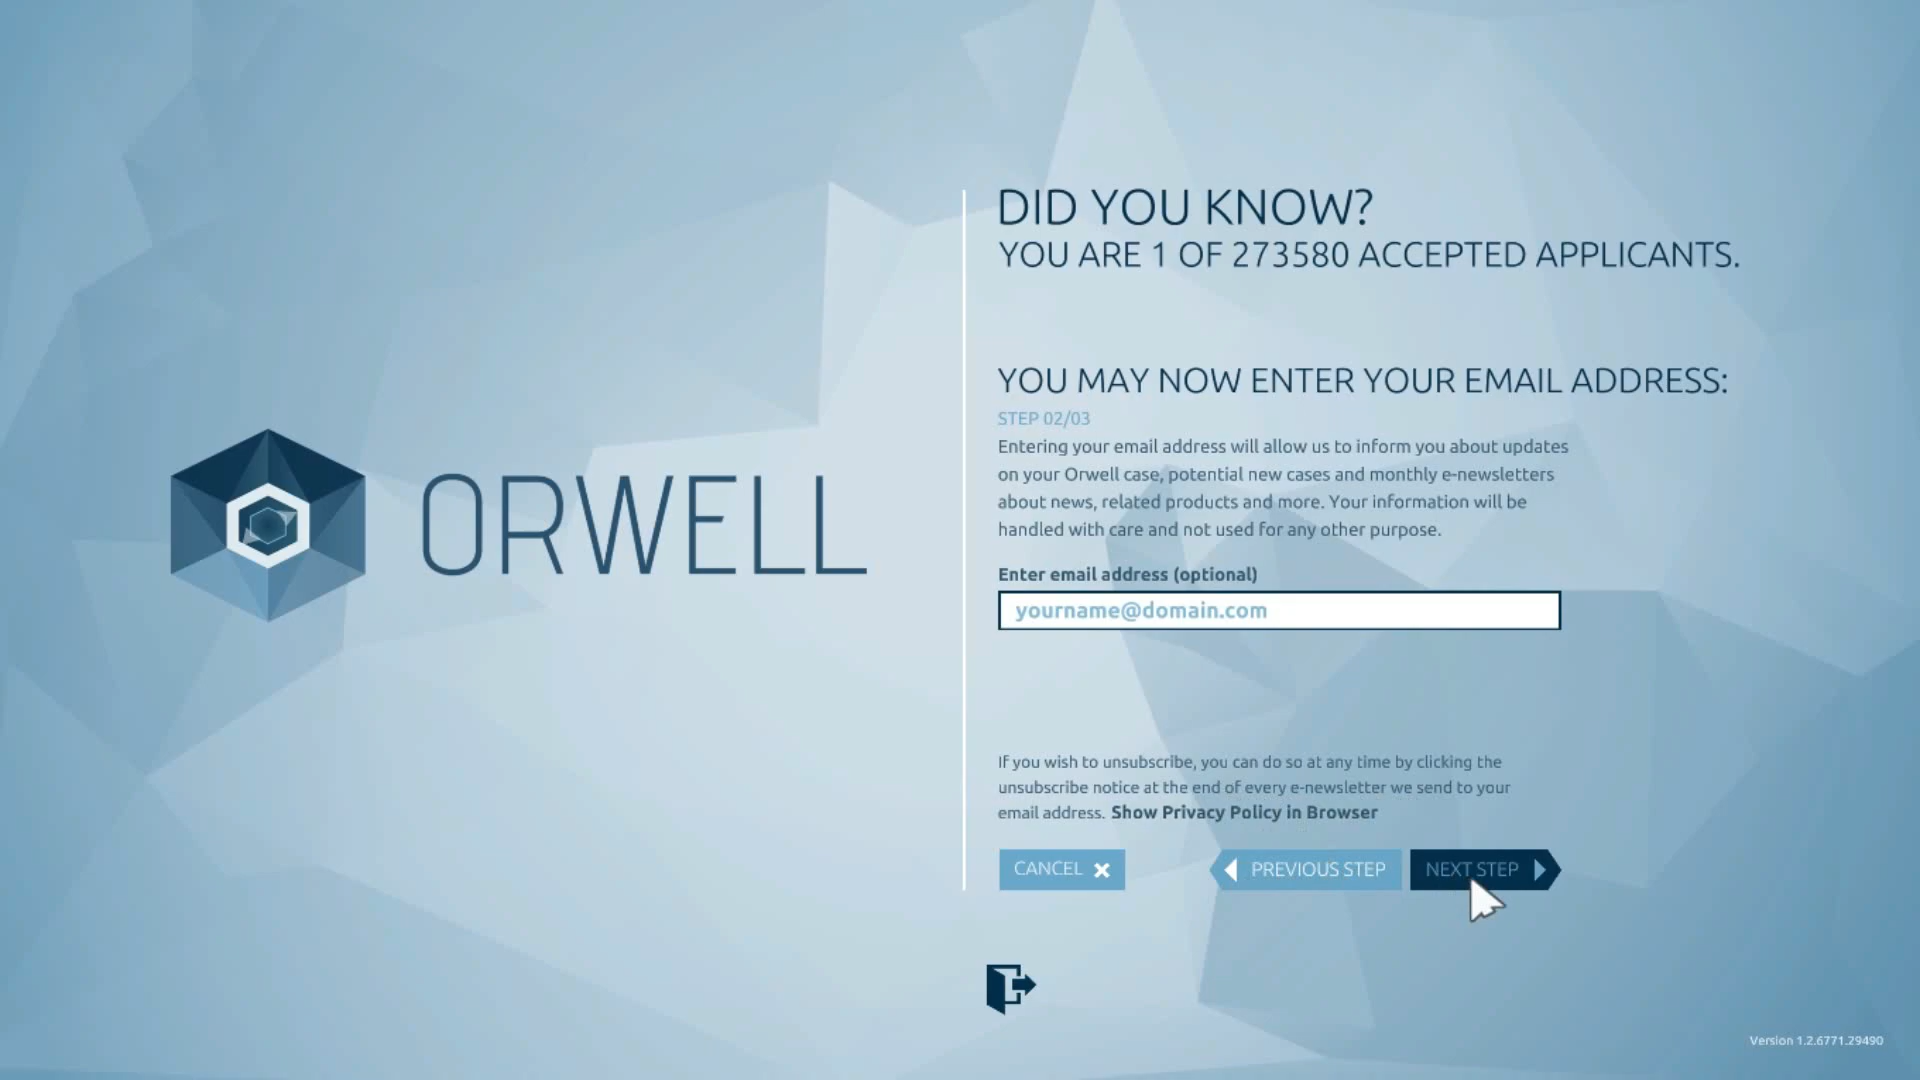 DID YOU KNOW?
YOU ARE 1 OF 273580 ACCEPTED APPLICANTS.
YOU MAY NOW ENTER YOUR EMAIL ADDRESS:
STEP 02/03
Entering your email address will allow us to inform you about updates
on your Orwell case, potential new cases and monthly e-newsletters
about news, related products and more. Your information will be
handled with care and not used for any other purpose.
ORWELL
Enter email address (optional)
yourname@domain.com
If you wish to unsubscribe, you can do so at any time by clicking the
unsubscribe notice at the end of every e-newsletter we send to your
email address. Show Privacy Policy in Browser
CANCEL
PREVIOUS STEP
NEXT STEP
Version 1.2.6771.29490